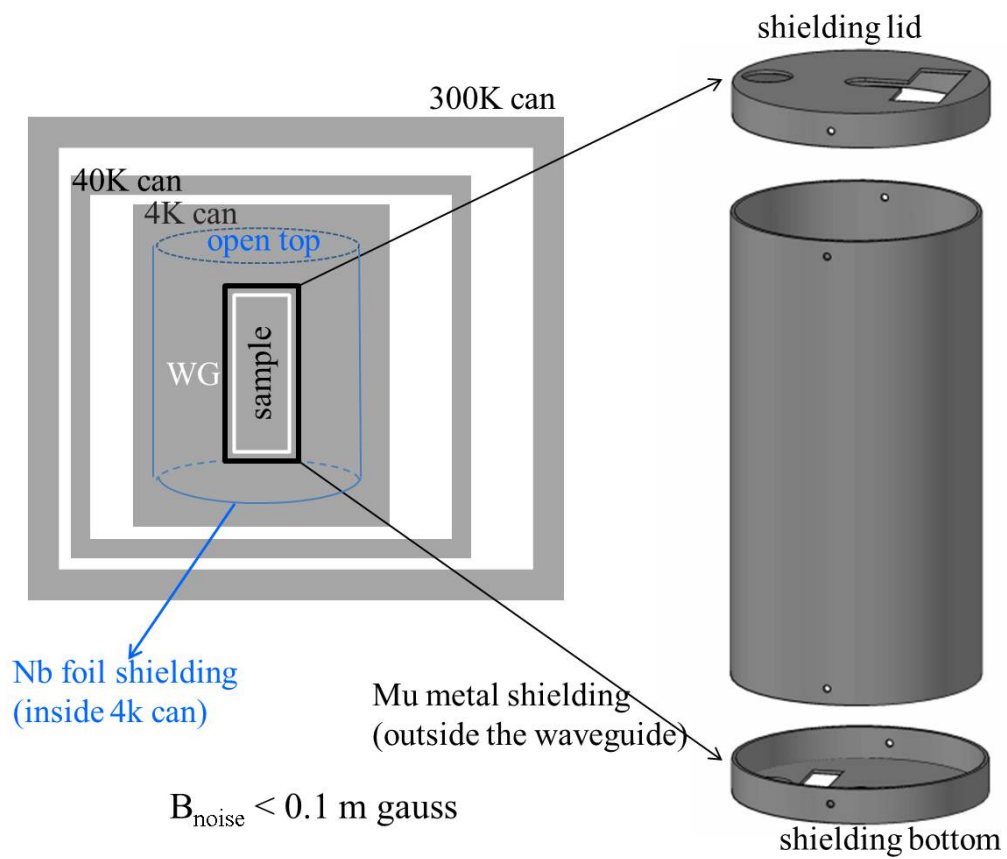 shielding lid
300K can
40K can
4K can
open top
WG
sample
Nb foil shielding
(inside 4k can)
Mu metal shielding
(outside the waveguide)
B_noise < 0.1 m gauss
shielding bottom